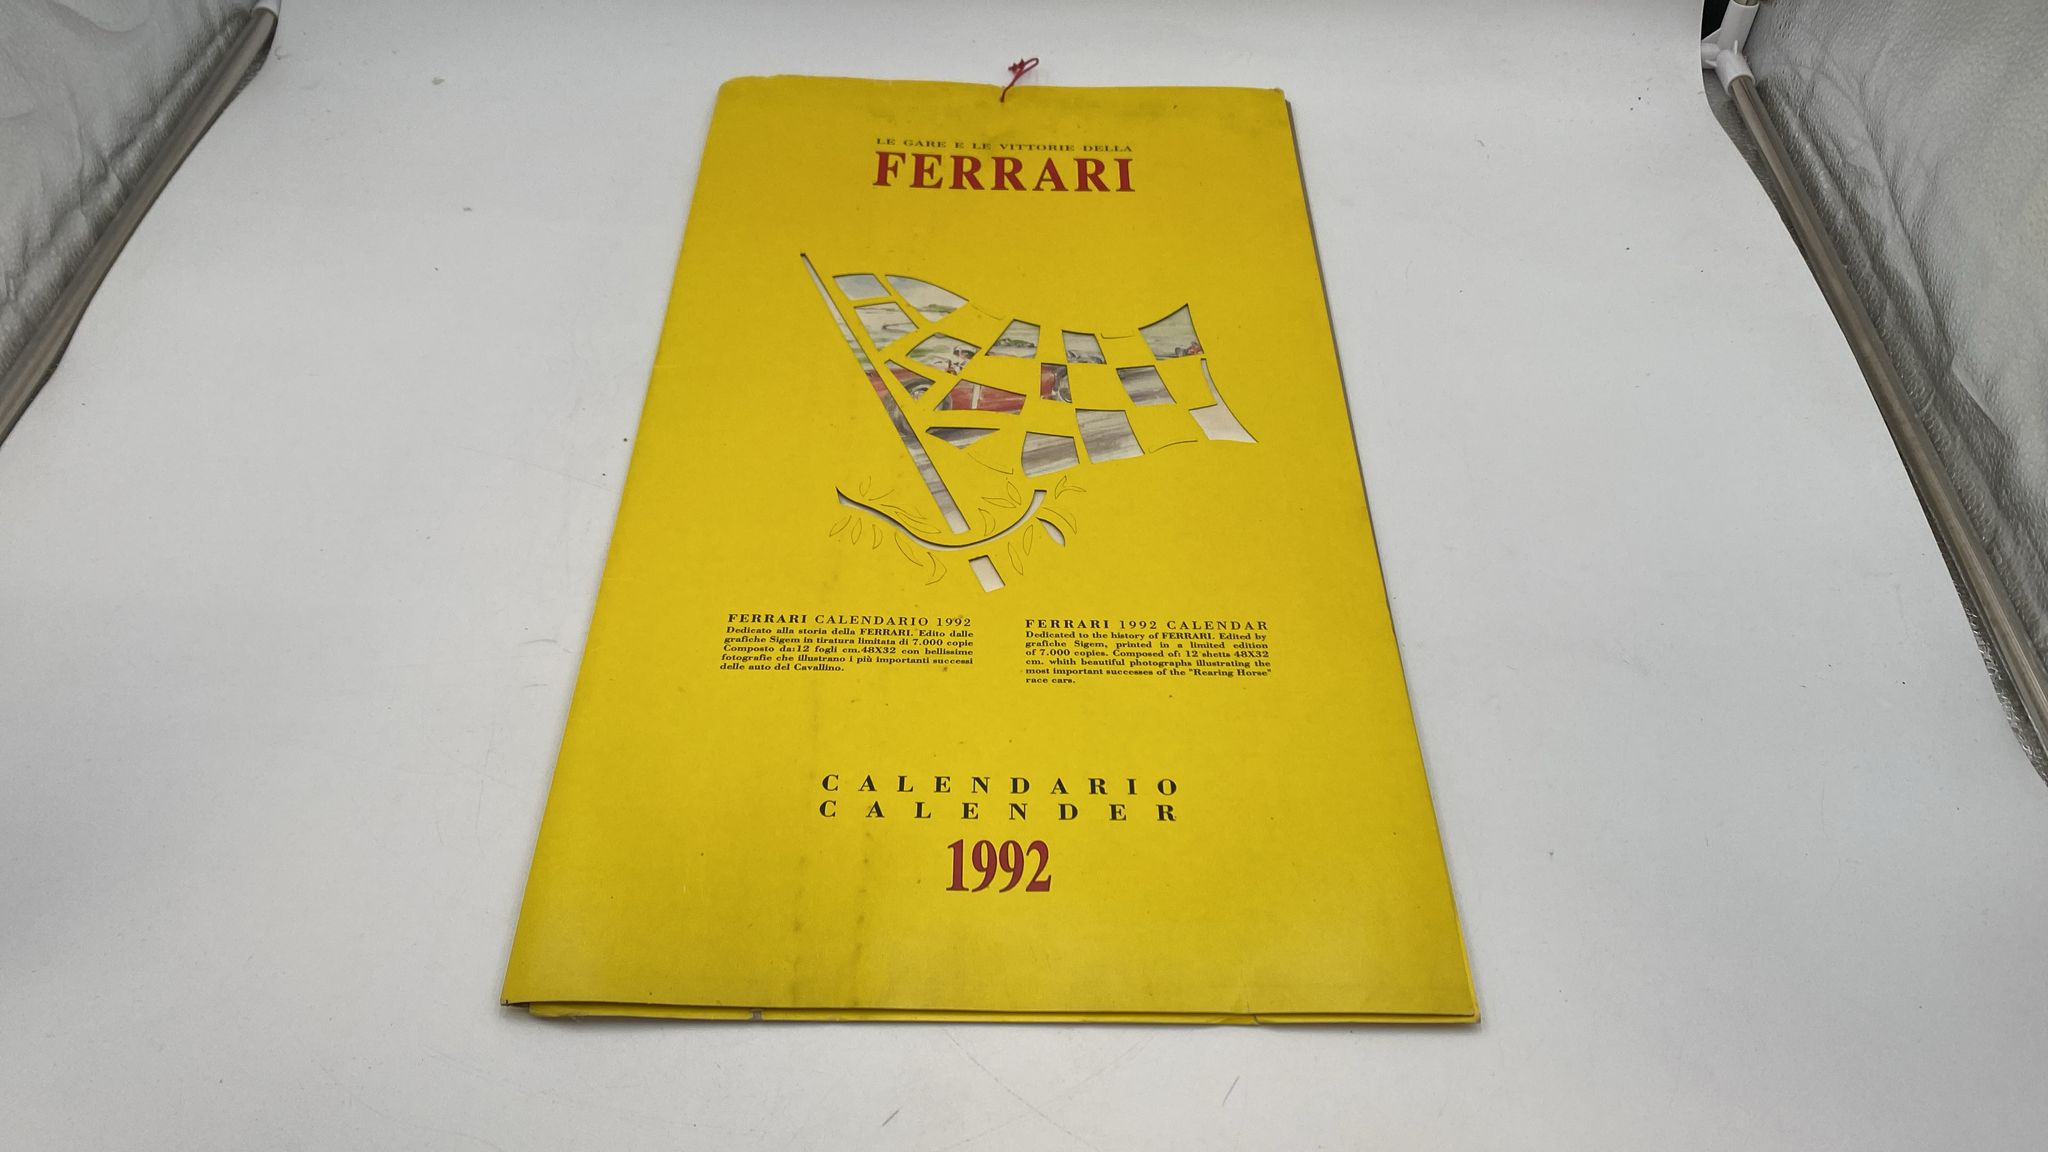 LE GARE E LE VITTORIE DELLA
FERRARI
FERRARI CALENDARIO 1992
Dedicato alla storia della FERRARI. Edito dalle
grafiche Sigem in tiratura limitata di 7.000 copie
Composto da:12 fogli cm.48X32 con bellissime
fotografie che illustrano i più importanti successi
delle auto del Cavallino.
FERRARI 1992 CALENDAR
Dedicated to the history of FERRARI. Edited by
grafiche Sigem, printed in a limited edition
of 7.000 copies. Composed of: 12 shetts 48X32
cm. whith beautiful photographs illustrating the
most important successes of the "Rearing Horse"
race cars.
CALENDARIO
CALENDER
1992